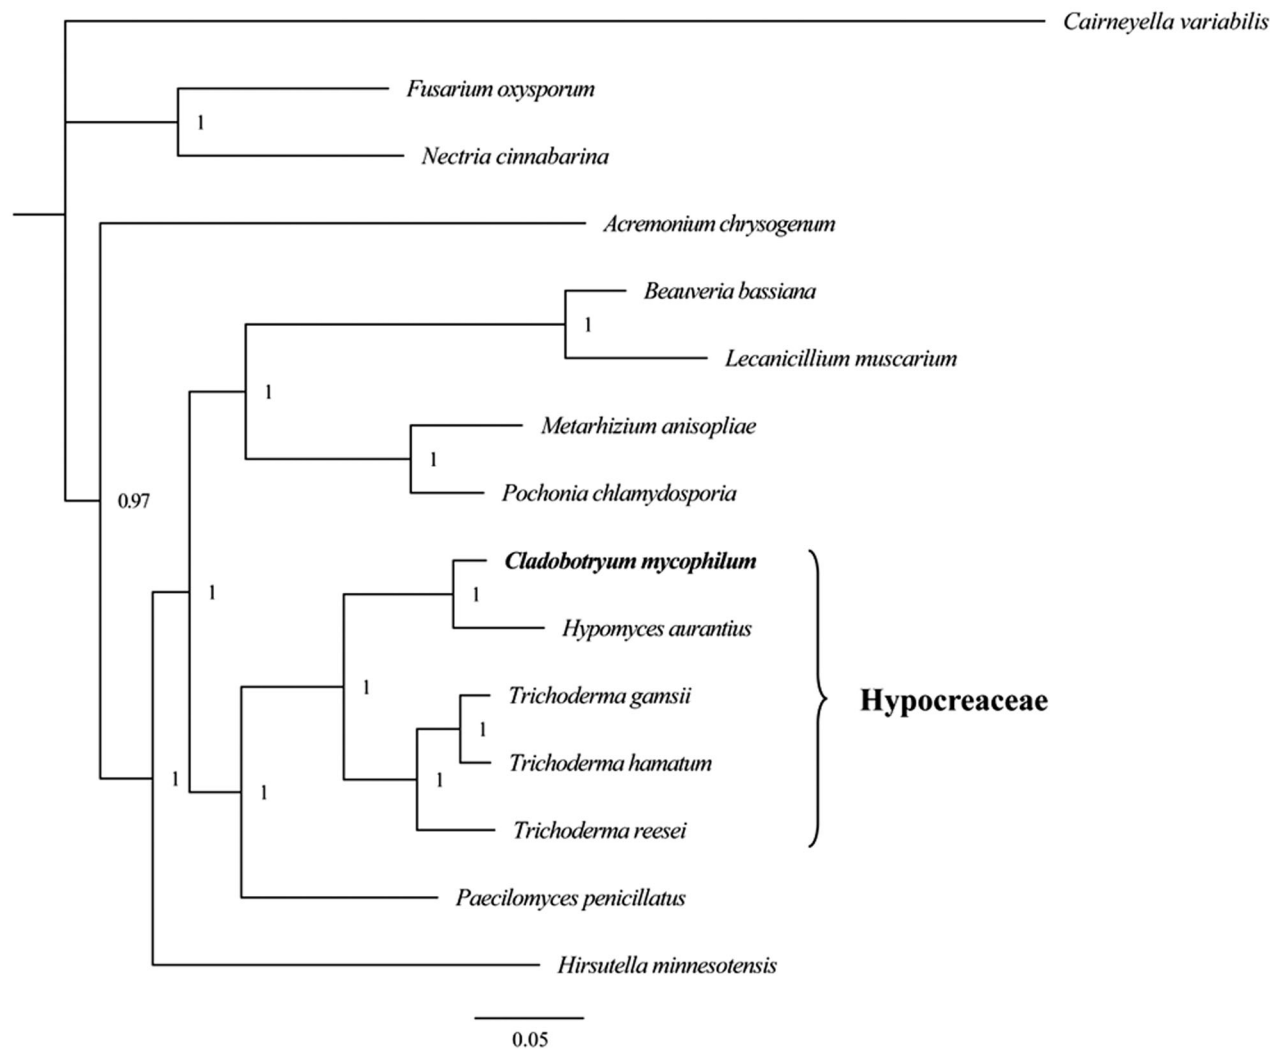 Cairneyella variabilis
Fusarium oxysporum
1
Nectria cinnabarina
Acremonium chrysogenum
Beauveria bassiana
1
Lecanicillium muscarium
1
Metarhizium anisopliae
1
Pochonia chlamydosporia
0.97
Cladobotryum mycophilum
1
1
Hypomyces aurantius
1
Trichoderma gamsii
Hypocreaceae
1
Trichoderma hamatum
1
1
1
Trichoderma reesei
Paecilomyces penicillatus
Hirsutella minnesotensis
0.05